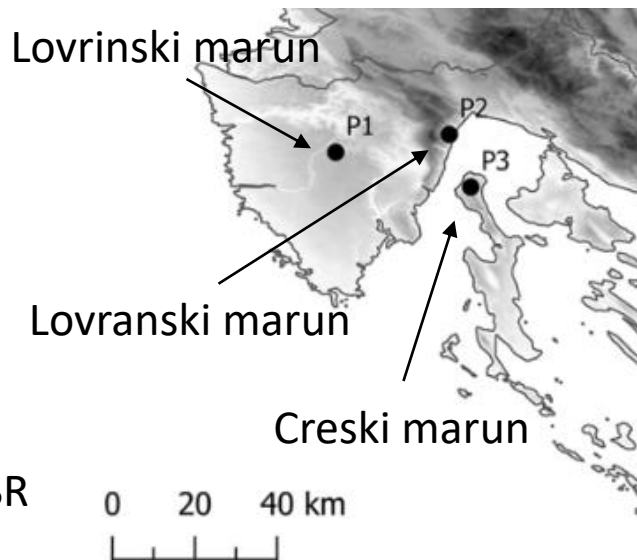 Lovrinski marun
P1
P2
P3
Lovranski marun
Creski marun
R
0 20 40 km